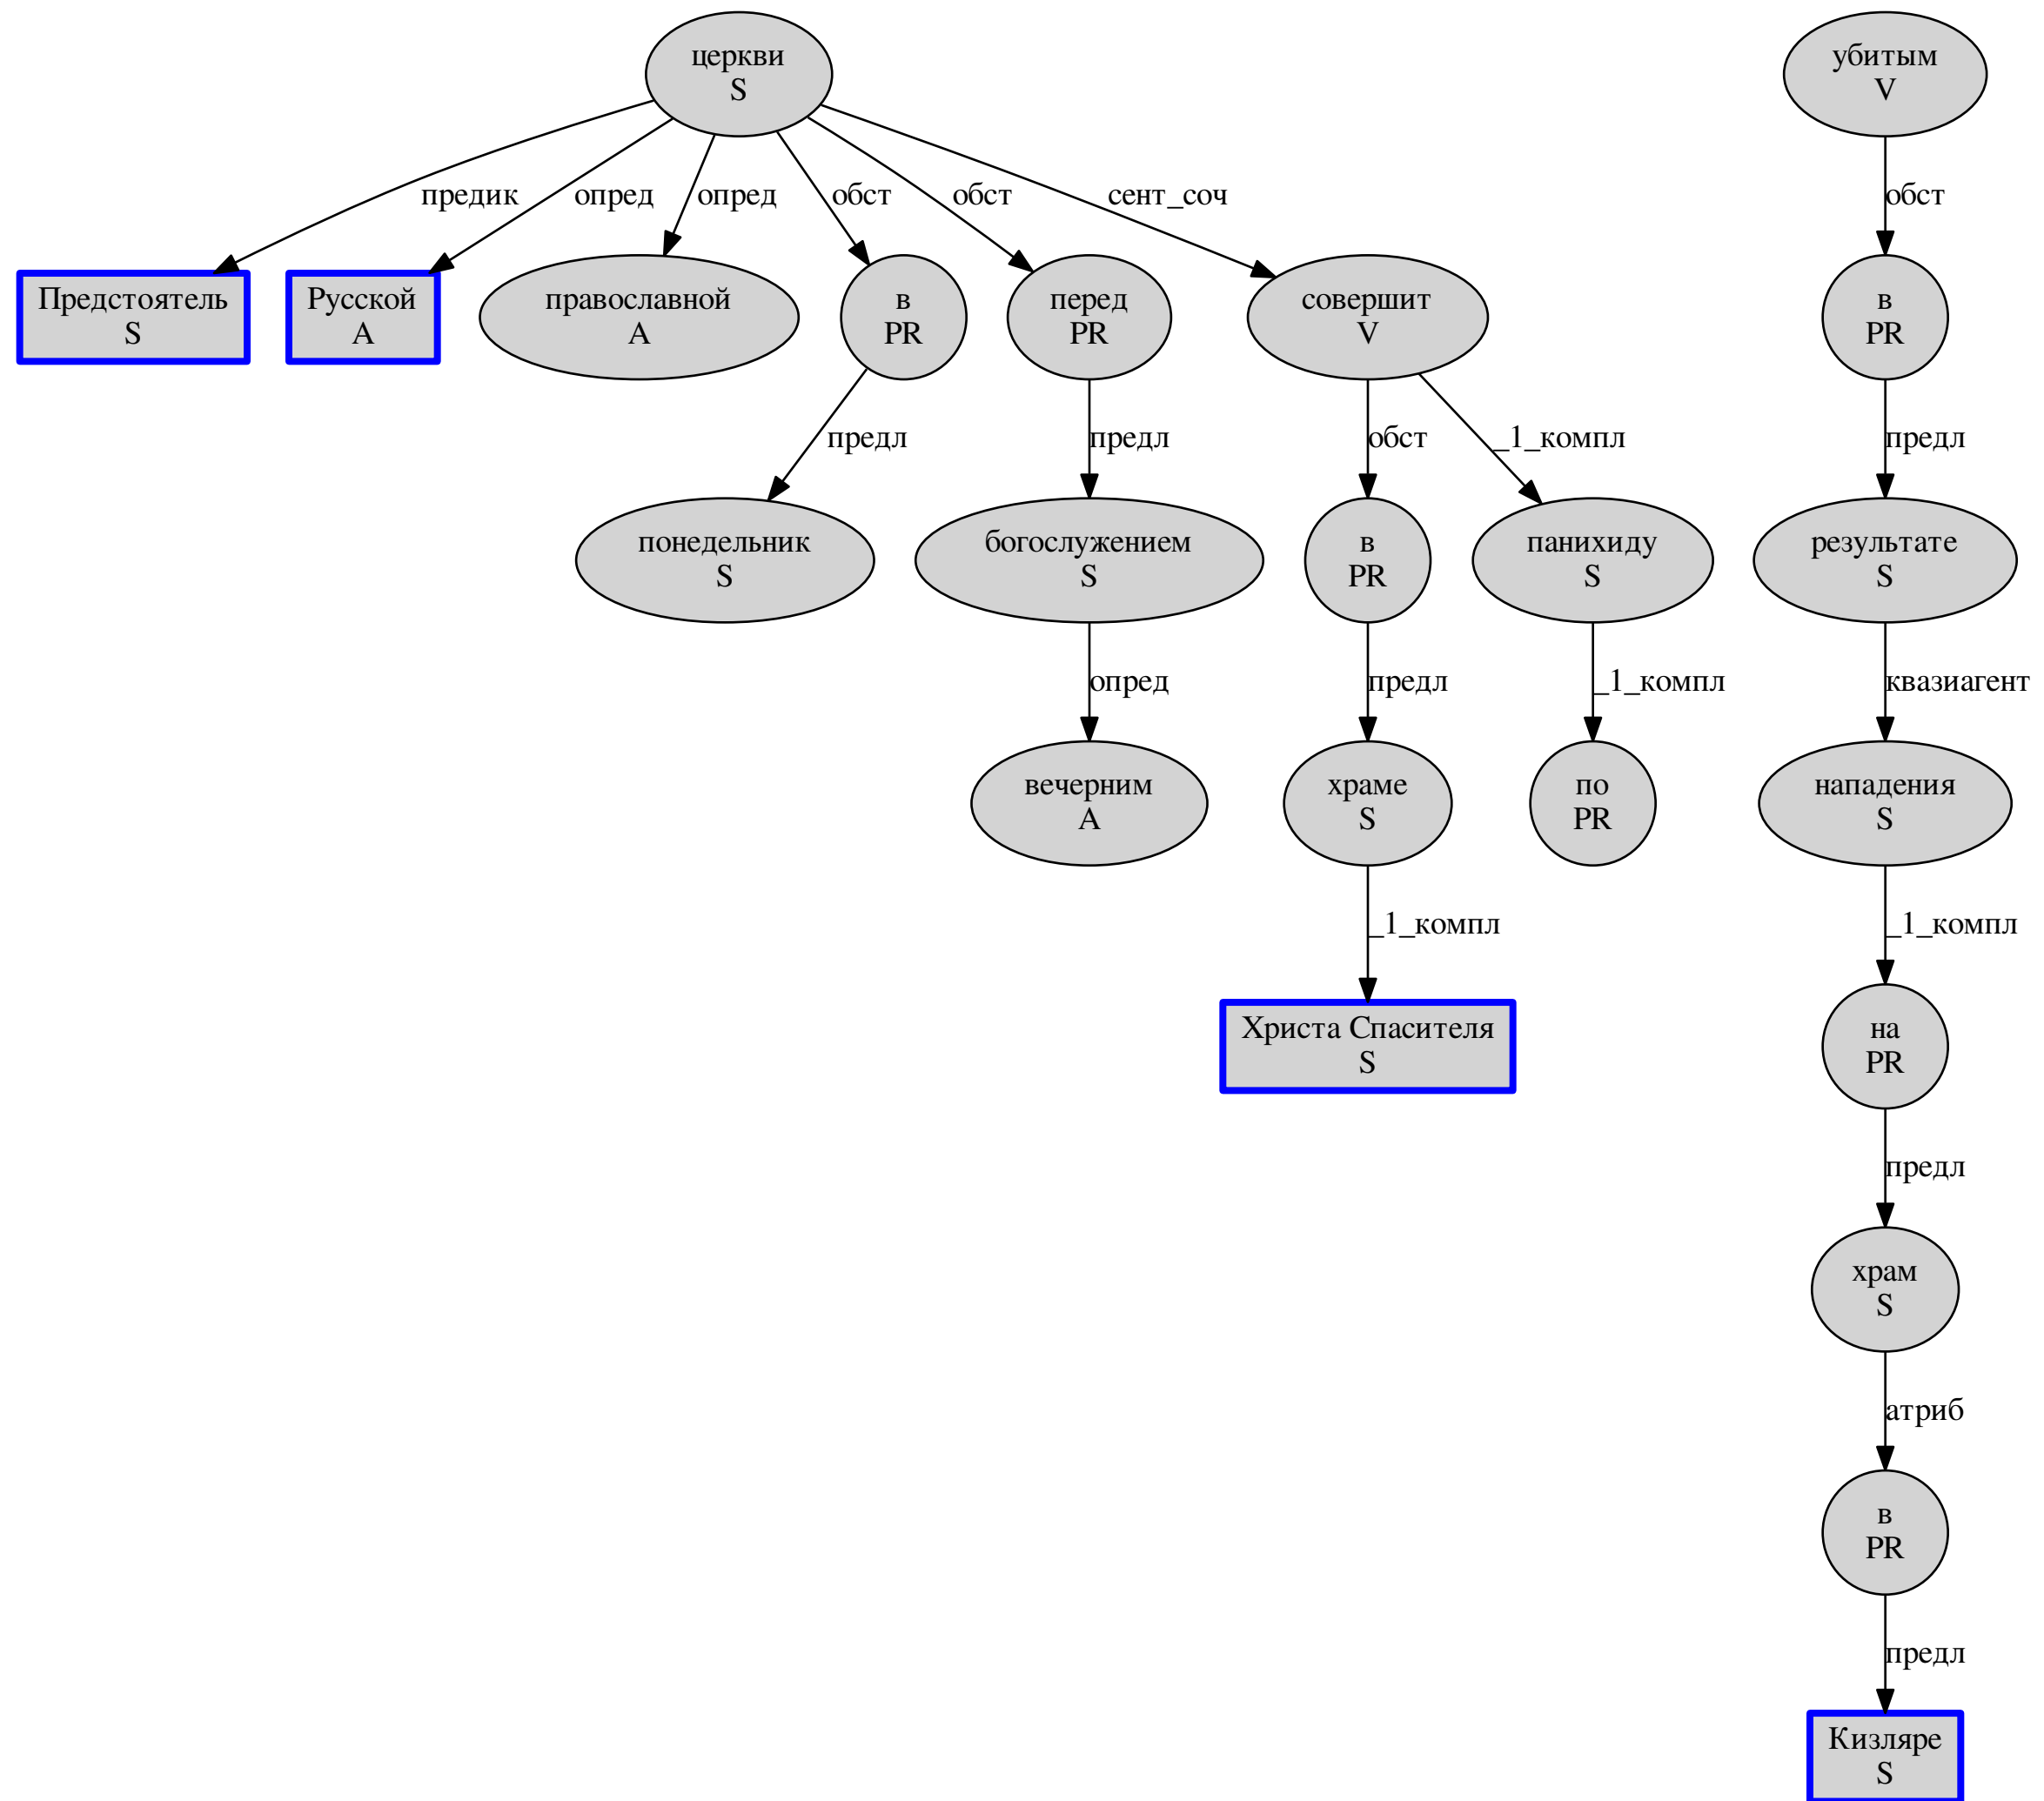 церкви
S
убитым
V
предик
опред
опред
обст
обст
сент_соч
обст
Предстоятель
S
Русской
A
православной
A
в
PR
перед
PR
совершит
V
в
PR
предл
предл
обст
_1_компл
предл
понедельник
S
богослужением
S
в
PR
панихиду
S
результате
S
опред
предл
_1_компл
квазиагент
вечерним
A
храме
S
по
PR
нападения
S
_1_компл
_1_компл
Христа Спасителя
S
на
PR
предл
храм
S
атриб
в
PR
предл
Кизляре
S